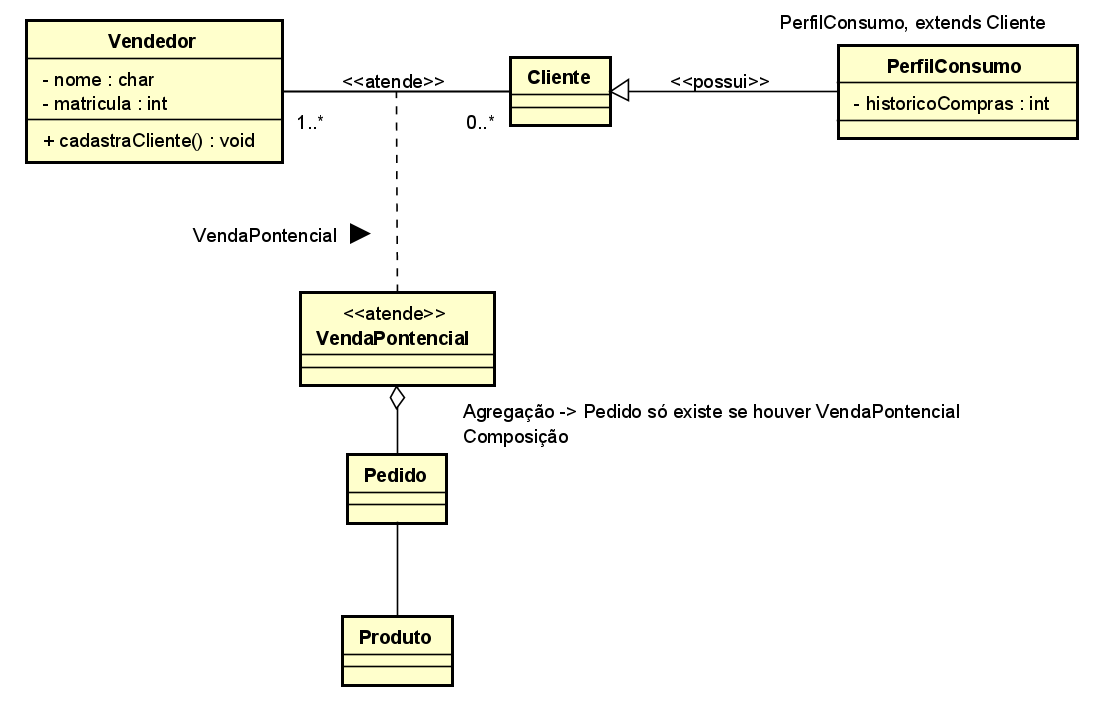 PerfilConsumo, extends Cliente
Vendedor
- nome : char
- matricula : int
+ cadastraCliente() : void
<<atende>>
1..*
0..*
Cliente
<<possui>>
PerfilConsumo
- historicoCompras : int
VendaPontencial
<<atende>>
VendaPontencial
Agregação -> Pedido só existe se houver VendaPontencial
Composição
Pedido
Produto